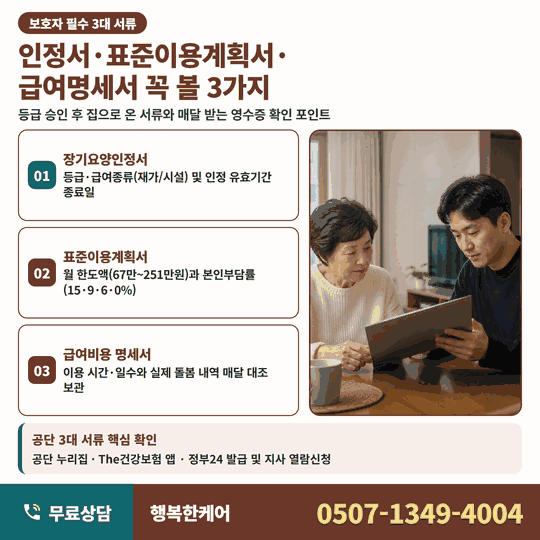 보호자 필수 3대 서류
인정서·표준이용계획서·
급여명세서 꼭 볼 3가지
등급 승인 후 집으로 온 서류와 매달 받는 영수증 확인 포인트
01
장기요양인정서
등급·급여종류(재가/시설) 및 인정 유효기간
종료일
02
표준이용계획서
월 한도액(67만~251만원)과 본인부담률
(15·9·6·0%)
03
급여비용 명세서
이용 시간·일수와 실제 돌봄 내역 매달 대조
보관
공단 3대 서류 핵심 확인
공단 누리집 · The건강보험 앱 · 정부24 발급 및 지사 열람신청
무료상담
행복한케어
0507-1349-4004